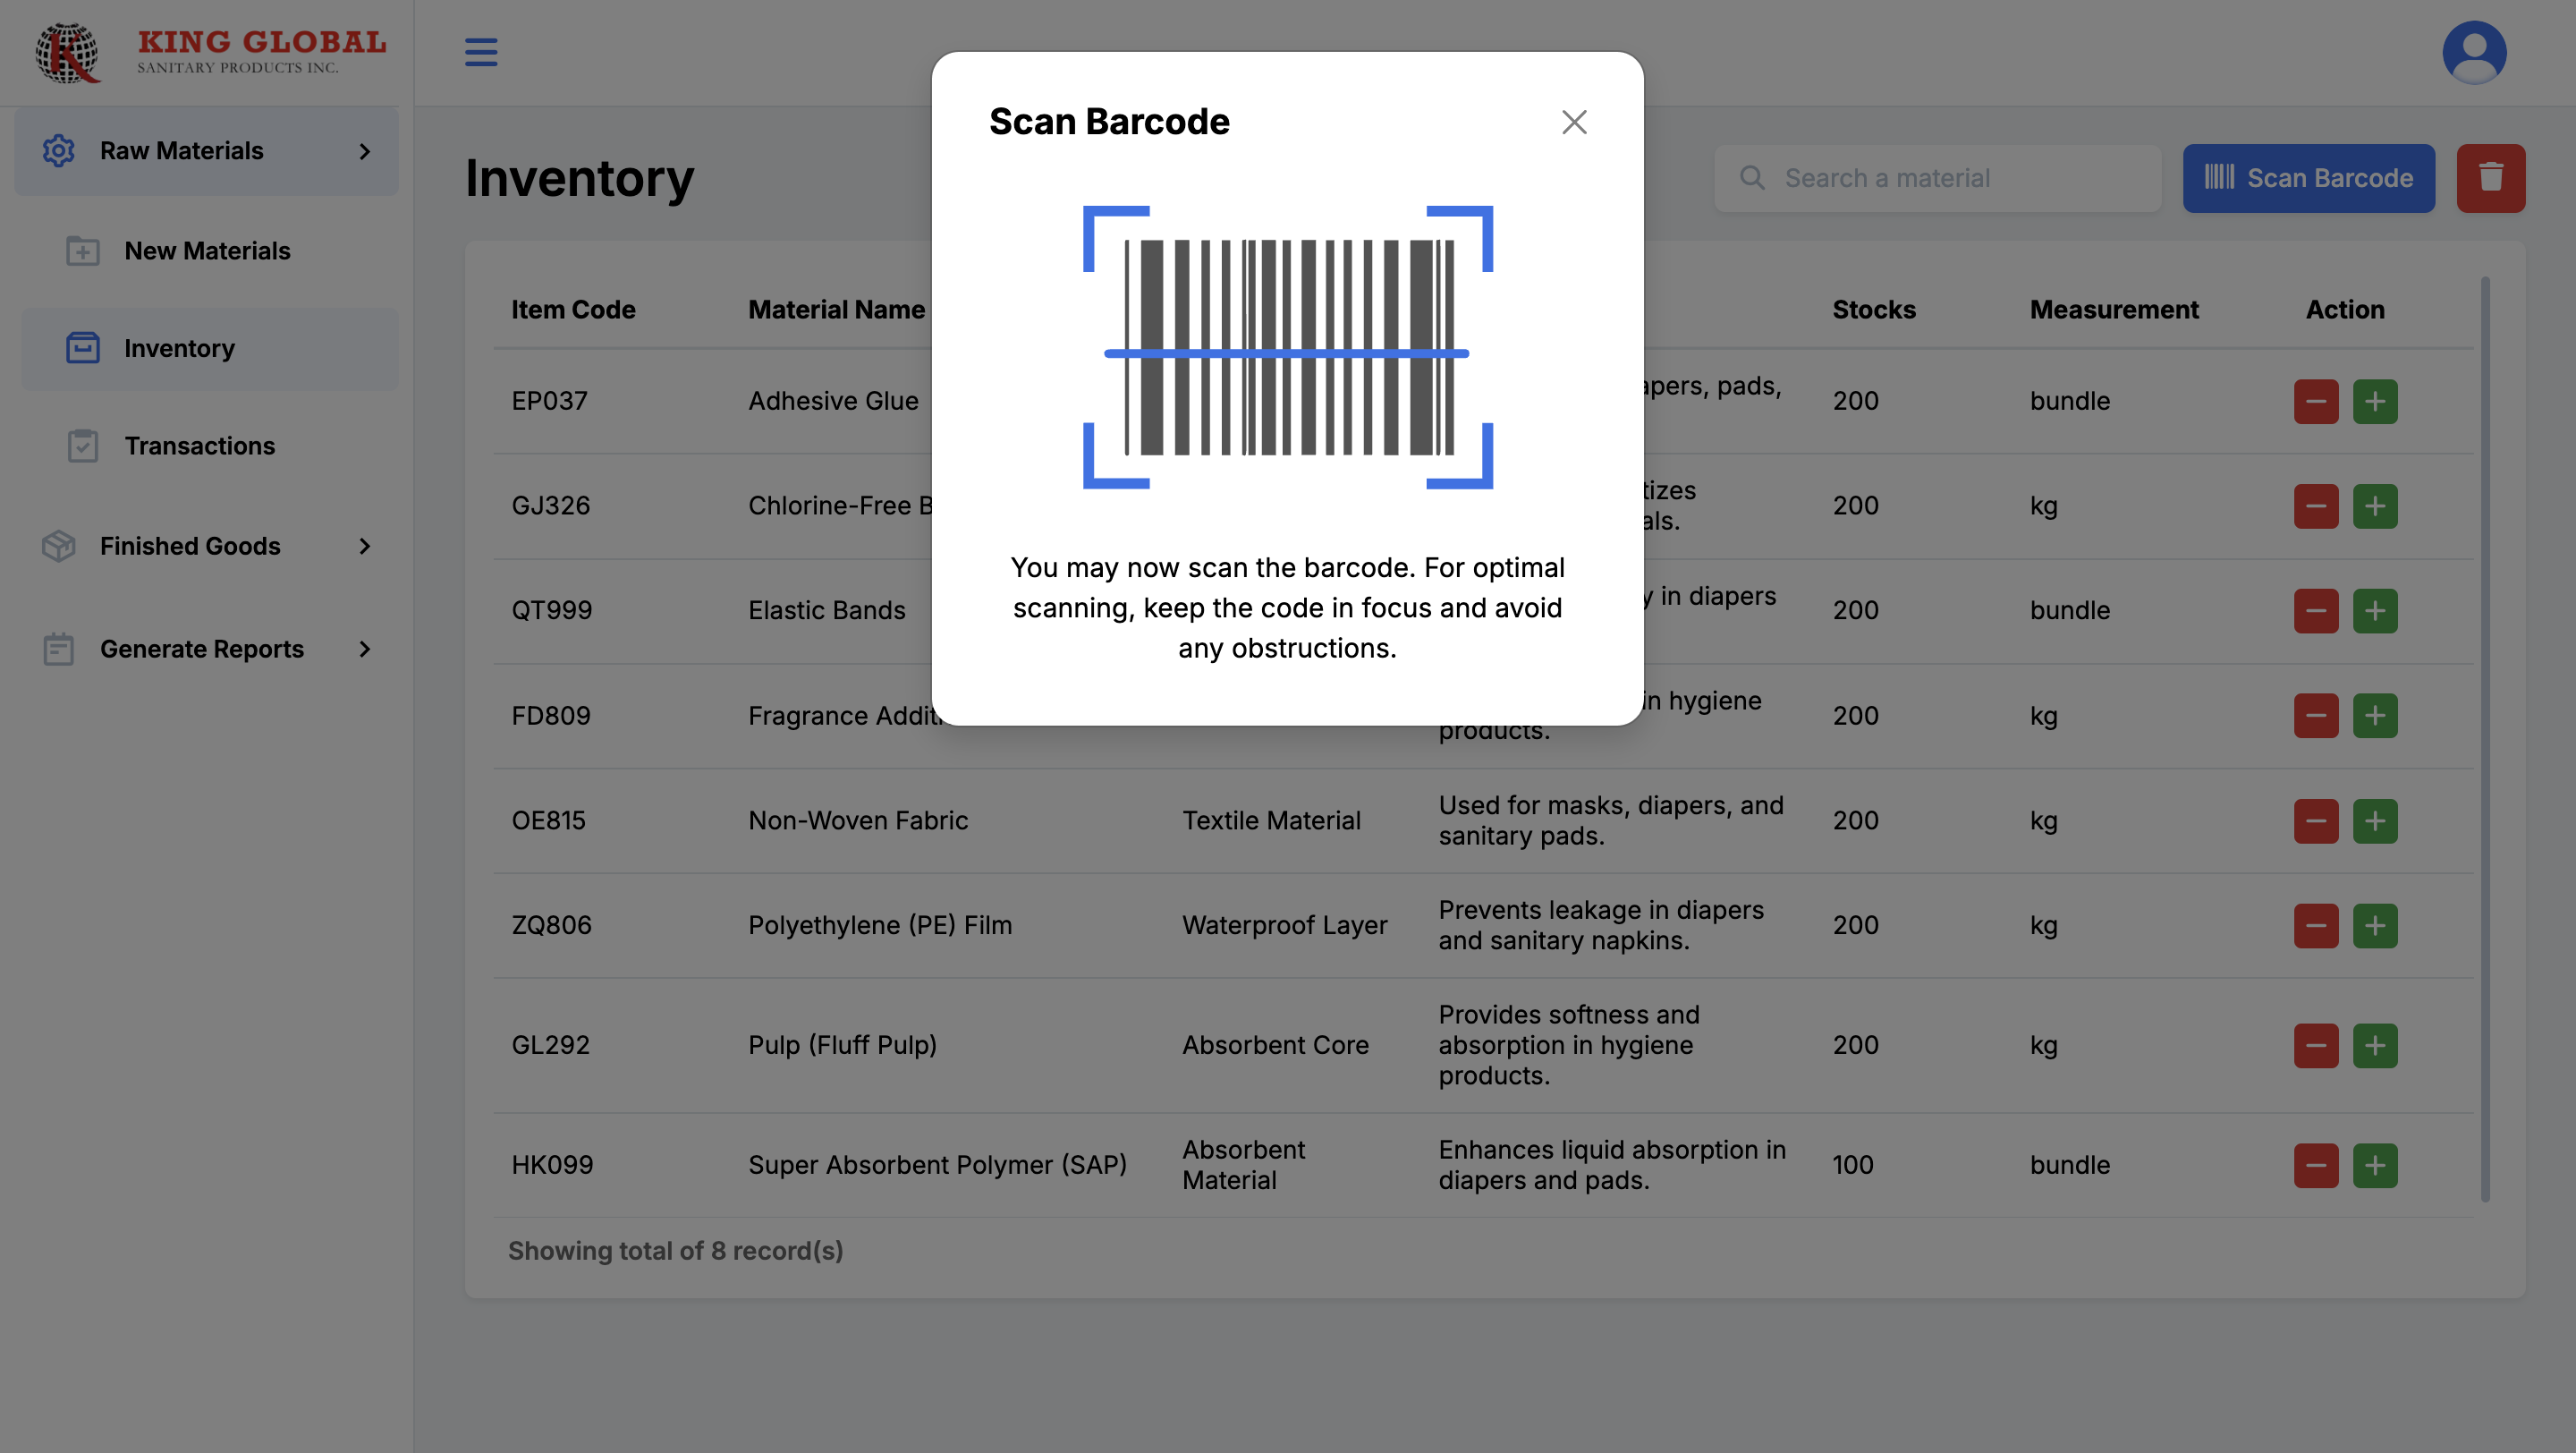 KING GLOBAL
SANITARY PRODUCTS INC.
Raw Materials
New Materials
Inventory
Transactions
Finished Goods
Generate Reports
Inventory
Search a material
Scan Barcode
Scan Barcode
You may now scan the barcode. For optimal
scanning, keep the code in focus and avoid
any obstructions.
Item Code Material Name Stocks Measurement Action
EP037 Adhesive Glue pads, 200 bundle
GJ326 Chlorine-Free 200 kg
QT999 Elastic Bands in diapers 200 bundle
FD809 Fragrance in hygiene 200 kg
products.
OE815 Non-Woven Fabric Textile Material Used for masks, diapers, and
sanitary pads. 200 kg
ZQ806 Polyethylene (PE) Film Waterproof Layer Prevents leakage in diapers
and sanitary napkins. 200 kg
GL292 Pulp (Fluff Pulp) Absorbent Core Provides softness and
absorption in hygiene
products. 200 kg
HK099 Super Absorbent Polymer (SAP) Absorbent
Material Enhances liquid absorption in
diapers and pads. 100 bundle
Showing total of 8 record(s)